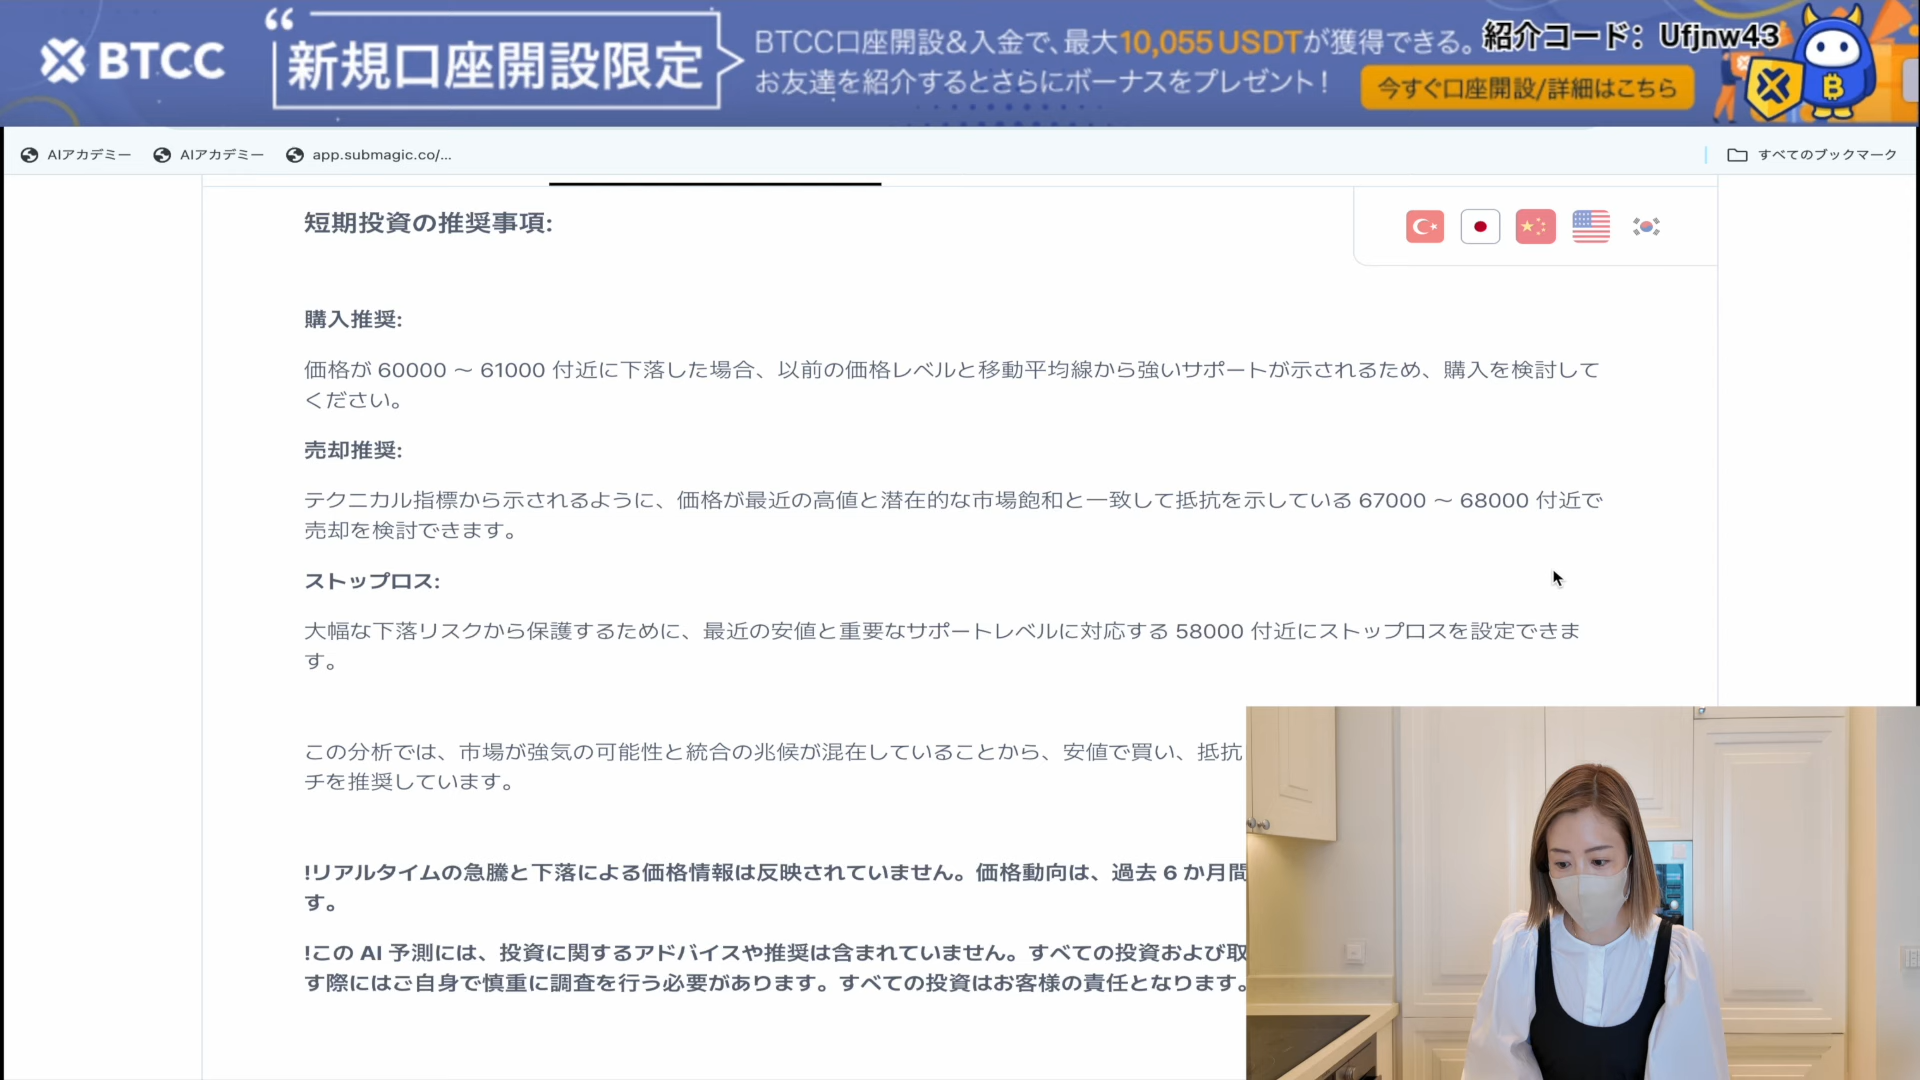 BTCC
“新規口座開設限定
BTCC口座開設&入金で、最大10,055 USDTが獲得できる。
お友達を紹介するとさらにボーナスをプレゼント！
紹介コード：Ufjnw43
今すぐ口座開設/詳細はこちら
AIアカデミー
AIアカデミー
app.submagic.co/...
すべてのブックマーク
短期投資の推奨事項:
購入推奨:
価格が 60000 ～ 61000 付近に下落した場合、以前の価格レベルと移動平均線から強いサポートが示されるため、購入を検討して
ください。
売却推奨:
テクニカル指標から示されるように、価格が最近の高値と潜在的な市場飽和と一致して抵抗を示している 67000 ～ 68000 付近で
売却を検討できます。
ストップロス:
大幅な下落リスクから保護するために、最近の安値と重要なサポートレベルに対応する 58000 付近にストップロスを設定できま
す。
この分析では、市場が強気の可能性と統合の兆候が混在していることから、安値で買い、抵抗
チを推奨しています。
!リアルタイムの急騰と下落による価格情報は反映されていません。価格動向は、過去 6 か月間
す。
!この AI 予測には、投資に関するアドバイスや推奨は含まれていません。すべての投資および取
す際にはご自身で慎重に調査を行う必要があります。すべての投資はお客様の責任となります。